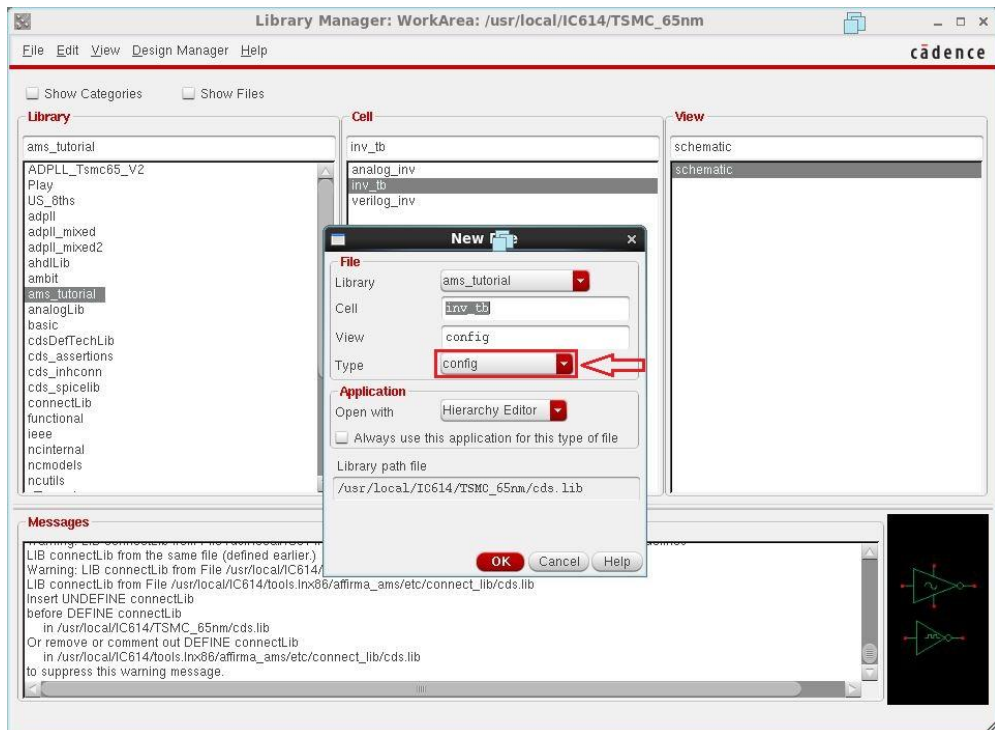 Library Manager: WorkArea: /usr/local/IC614/TSMC_65nm
File Edit View Design Manager Help
cādence
Show Categories Show Files
Library
ams_tutorial
ADPLL_Tsmc65_V2
Play
US_8ths
adpll
adpll_mixed
adpll_mixed2
ahdlLib
ambit
ams_tutorial
analogLib
basic
cdsDefTechLib
cds_assertions
cds_inhconn
cds_spicelib
connectLib
functional
ieee
ncinternal
ncmodels
ncutils
Cell
inv_tb
analog_inv
inv_tb
verilog_inv
View
schematic
schematic
New
File
Library ams_tutorial
Cell inv_tb
View config
Type config
Application
Open with Hierarchy Editor
Always use this application for this type of file
Library path file
/usr/local/IC614/TSMC_65nm/cds.lib
OK Cancel Help
Messages
LIB connectLib from the same file (defined earlier.)
Warning: LIB connectLib from File /usr/local/IC614/
LIB connectLib from File /usr/local/IC614/tools.lnx86/affirma_ams/etc/connect_lib/cds.lib
Insert UNDEFINE connectLib
before DEFINE connectLib
in /usr/local/IC614/TSMC_65nm/cds.lib
Or remove or comment out DEFINE connectLib
in /usr/local/IC614/tools.lnx86/affirma_ams/etc/connect_lib/cds.lib
to suppress this warning message.